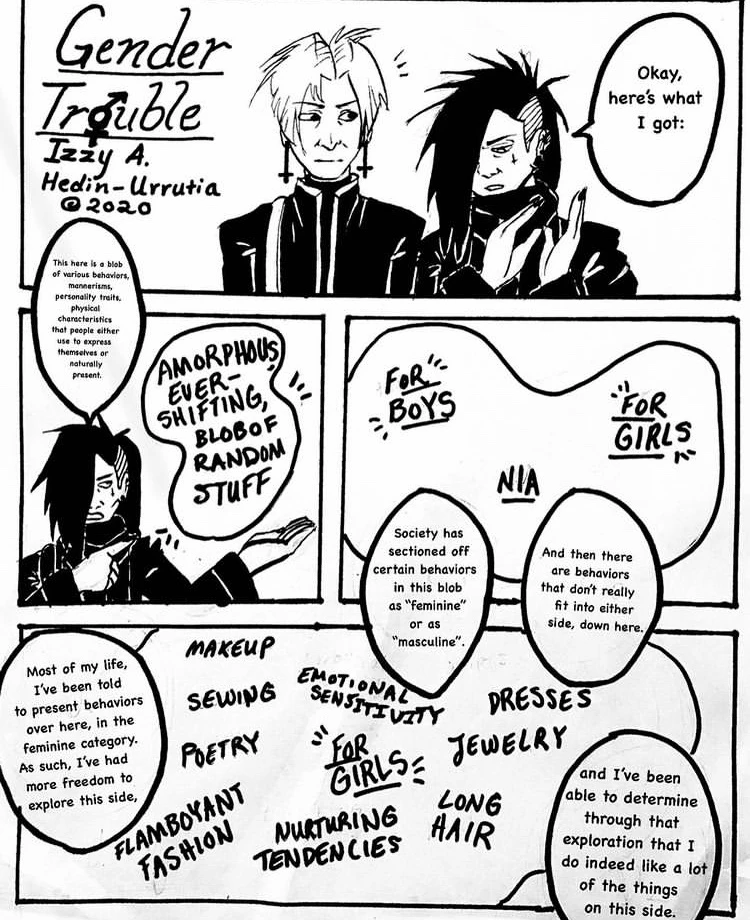 Gender
Trouble
Izzy A.
Hedin-Urrutia
©2020
Okay,
here's what
I got:
This here is a blob
of various behaviors,
mannerisms,
personality traits,
physical
characteristics
that people either
use to express
themselves or
naturally
present.
AMORPHOUS,
EVER-
SHIFTING,
BLOB OF
RANDOM
STUFF
FOR
BOYS
FOR
GIRLS
N/A
Society has
sectioned off
certain behaviors
in this blob
as "feminine"
or as
"masculine".
And then there
are behaviors
that don't really
fit into either
side, down here.
Most of my life,
I've been told
to present behaviors
over here, in the
feminine category.
As such, I've had
more freedom to
explore this side,
MAKEUP
SEWING
POETRY
FLAMBOYANT
FASHION
EMOTIONAL
SENSITIVITY
FOR
GIRLS
NURTURING
TENDENCIES
DRESSES
JEWELRY
LONG
HAIR
and I've been
able to determine
through that
exploration that I
do indeed like a lot
of the things
on this side.